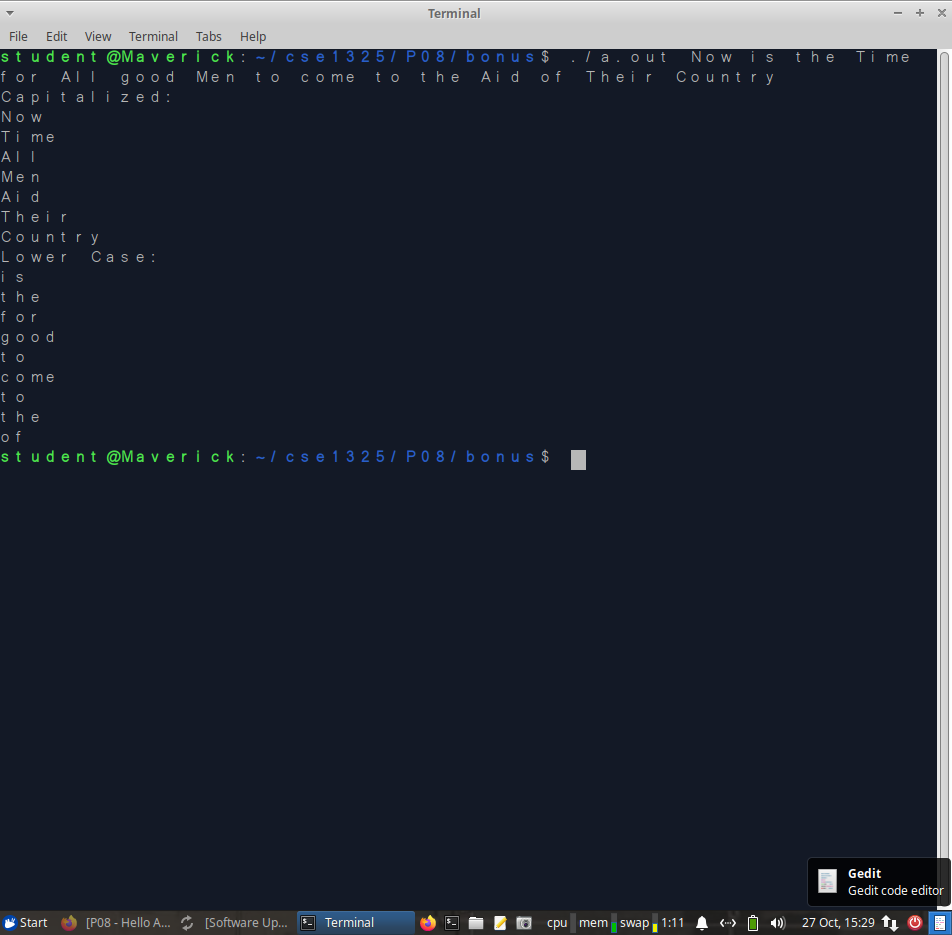 Terminal
File Edit View Terminal Tabs Help
student@Maverick:~/cse1325/P08/bonus$ ./a.out Now is the Time
for All good Men to come to the Aid of Their Country
Capitalized:
Now
Time
All
Men
Aid
Their
Country
Lower Case:
is
the
for
good
to
come
to
the
of
student@Maverick:~/cse1325/P08/bonus$
Gedit
Gedit code editor
Start [P08 - Hello A... [Software Up... Terminal cpu mem swap 1:11 27 Oct, 15:29